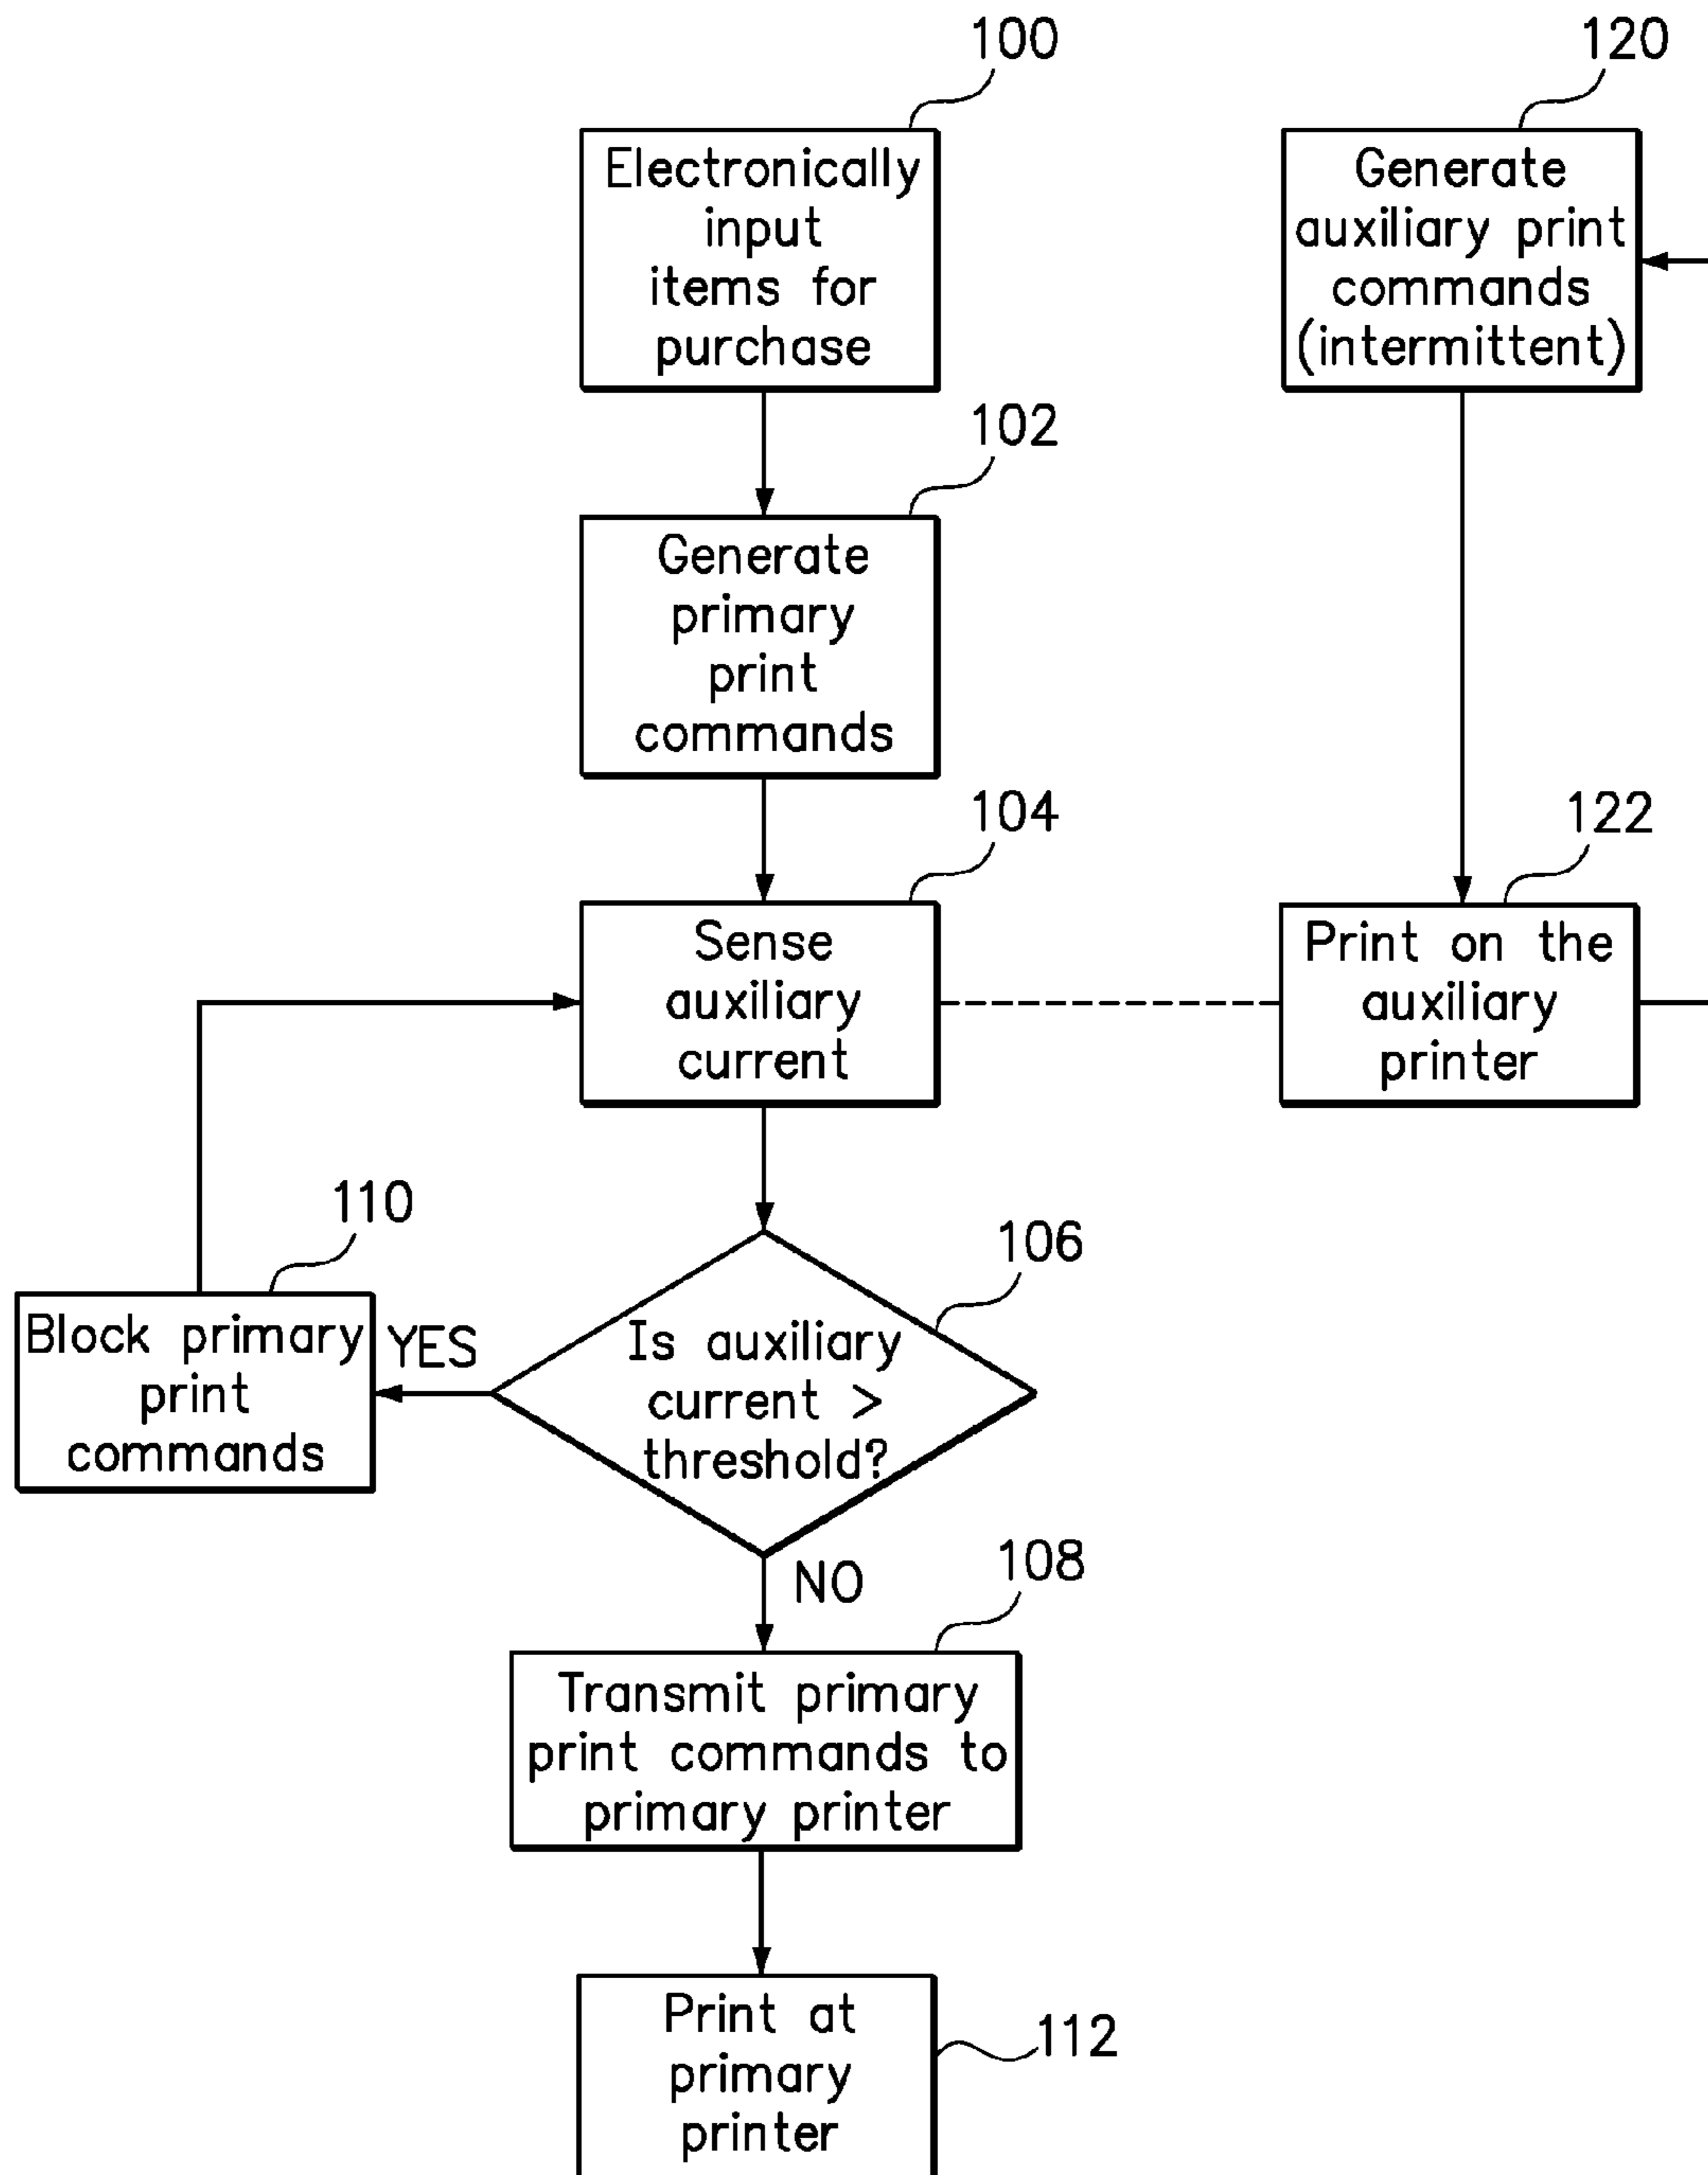 100
Electronically
input
items for
purchase
120
Generate
auxiliary print
commands
(intermittent)
102
Generate
primary
print
commands
104
Sense
auxiliary
current
122
Print on the
auxiliary
printer
110
Block primary
print
commands
YES
106
Is auxiliary
current >
threshold?
NO
108
Transmit primary
print commands to
primary printer
Print at
primary
printer
112